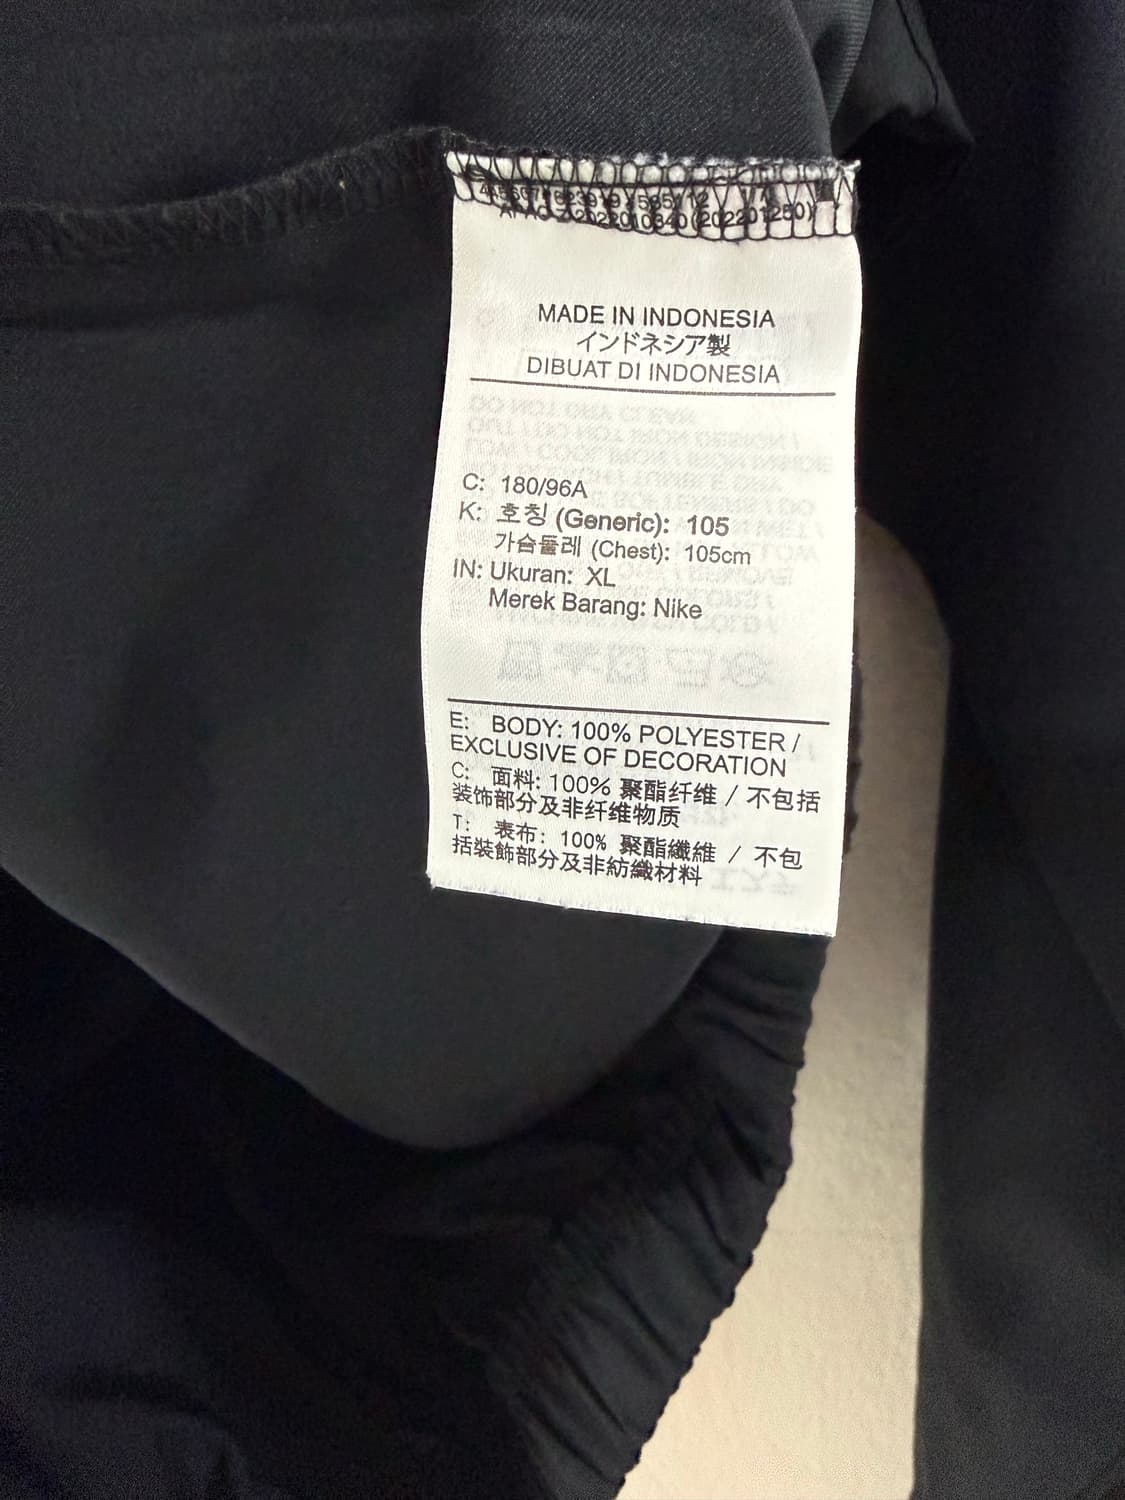 (202201250)
MADE IN INDONESIA
インドネシア製
DIBUAT DI INDONESIA
C: 180/96A
K: 호칭 (Generic): 105
가슴둘레 (Chest): 105cm
IN: Ukuran: XL
Merek Barang: Nike
E: BODY: 100% POLYESTER /
EXCLUSIVE OF DECORATION
C: 面料: 100% 聚酯纤维 / 不包括
装饰部分及非纤维物质
T: 表布: 100% 聚酯纖維 / 不包
括裝飾部分及非紡織材料